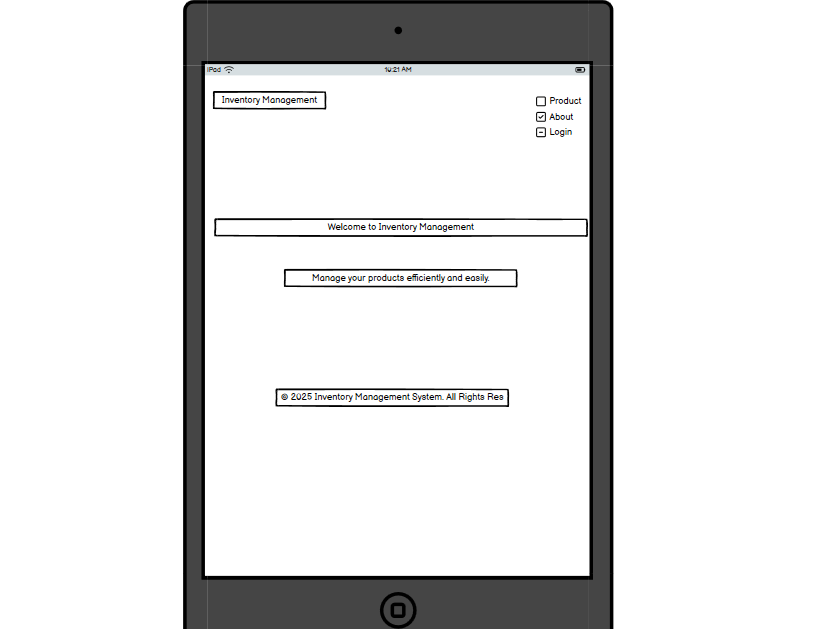 iPad 10:21 AM
Inventory Management
Product
About
Login
Welcome to Inventory Management
Manage your products efficiently and easily.
© 2025 Inventory Management System. All Rights Res